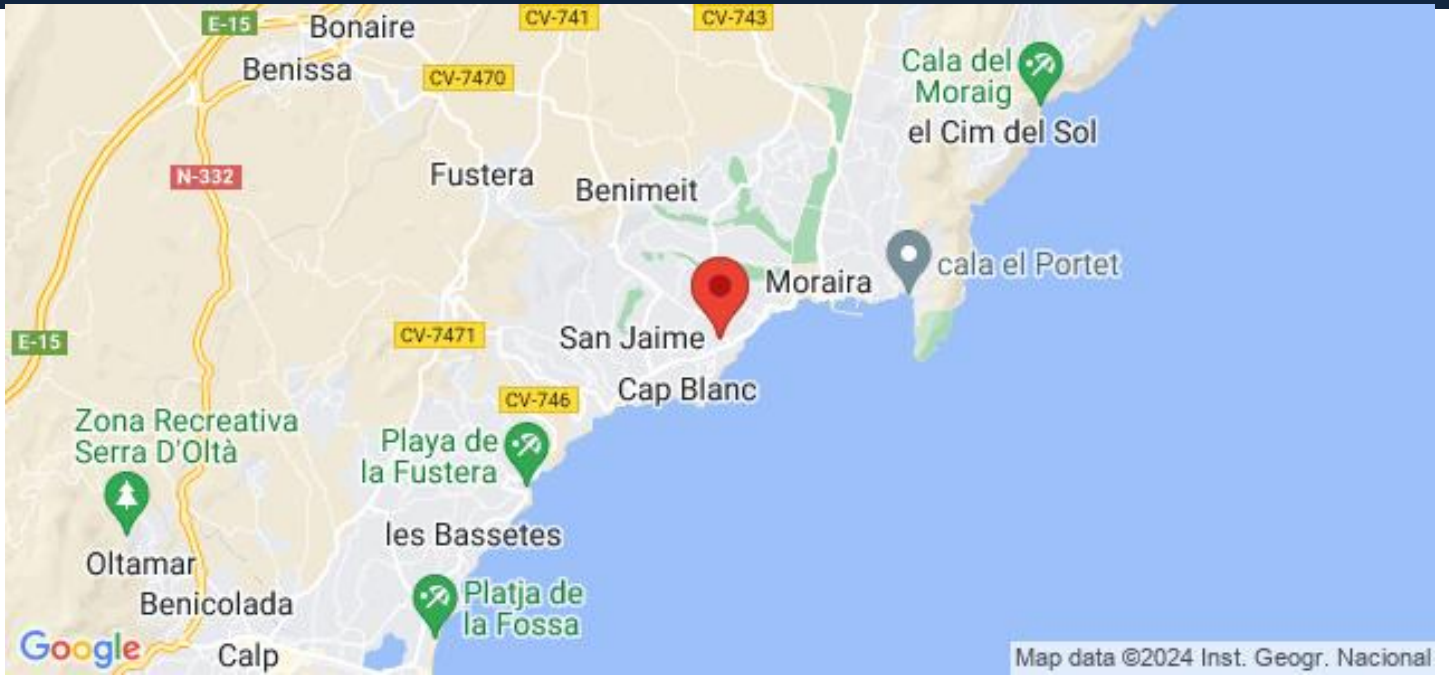 E-15
Bonaire
CV-741
CV-743
Benissa
CV-7470
Cala del
Moraig
el Cim del Sol
N-332
Fustera
Benimeit
cala el Portet
Moraira
E-15
CV-7471
San Jaime
Cap Blanc
CV-746
Zona Recreativa
Serra D'Oltà
Playa de
la Fustera
les Bassetes
Oltamar
Benicolada
Platja de
la Fossa
Google
Calp
Map data ©2024 Inst. Geogr. Nacional